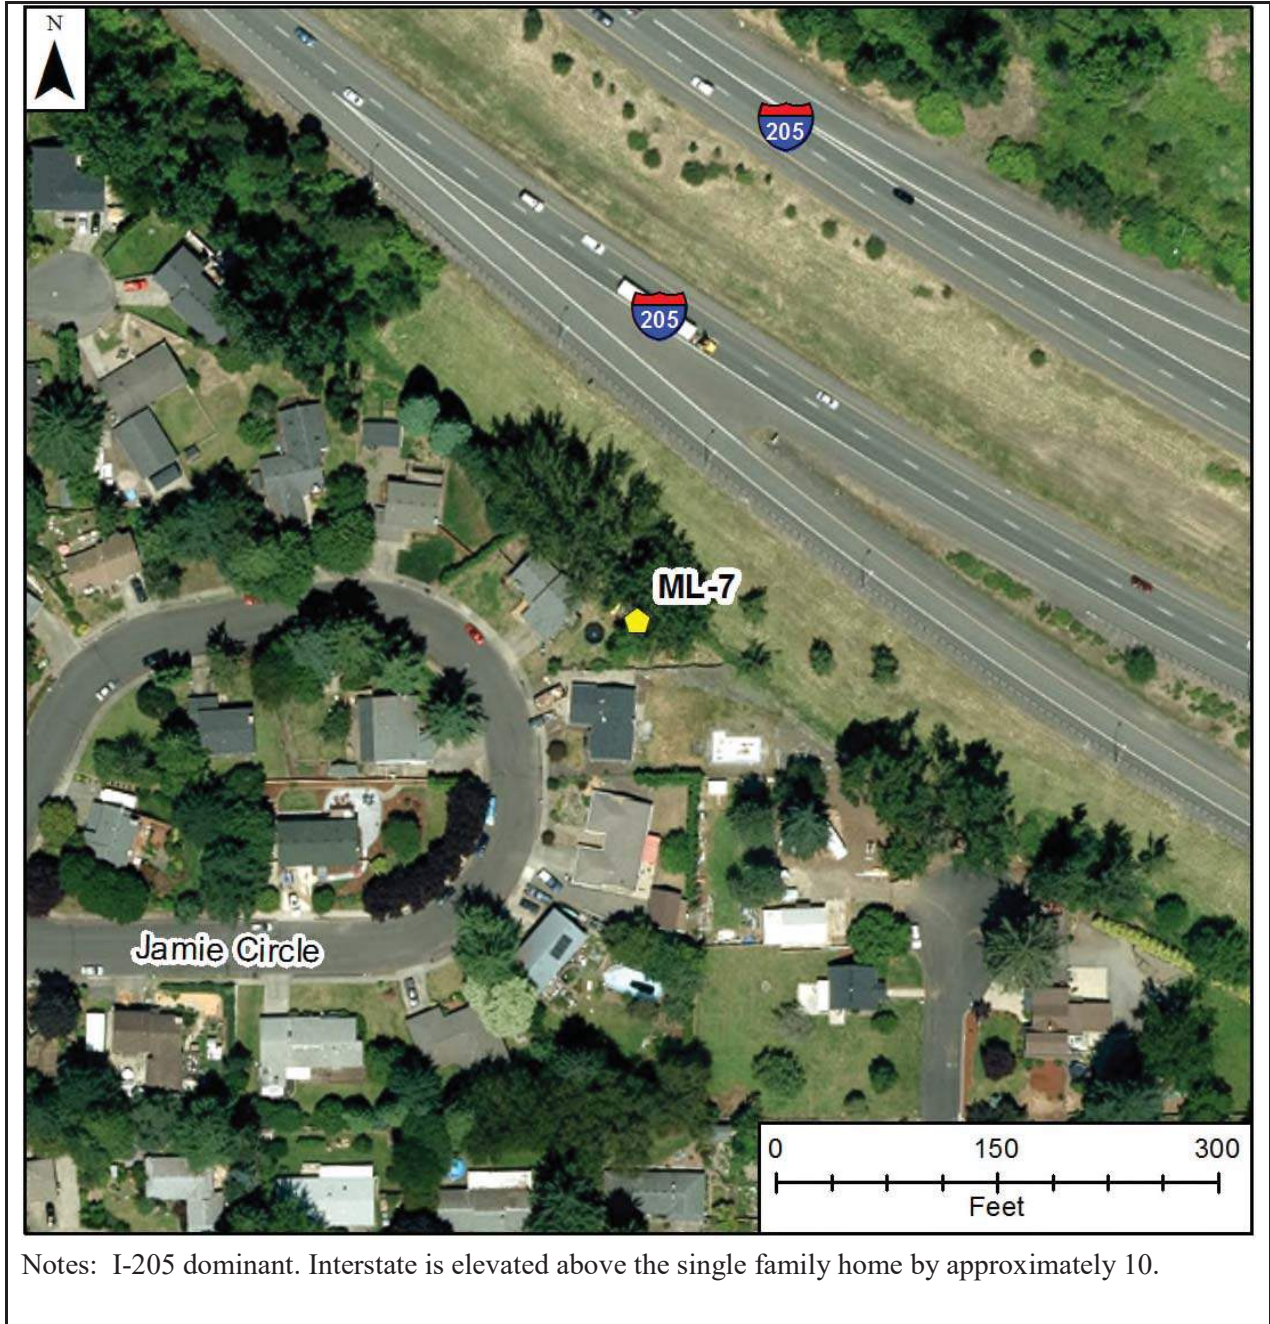 N
205
205
ML-7
Jamie Circle
0 150 300
Feet
Notes: I-205 dominant. Interstate is elevated above the single family home by approximately 10.